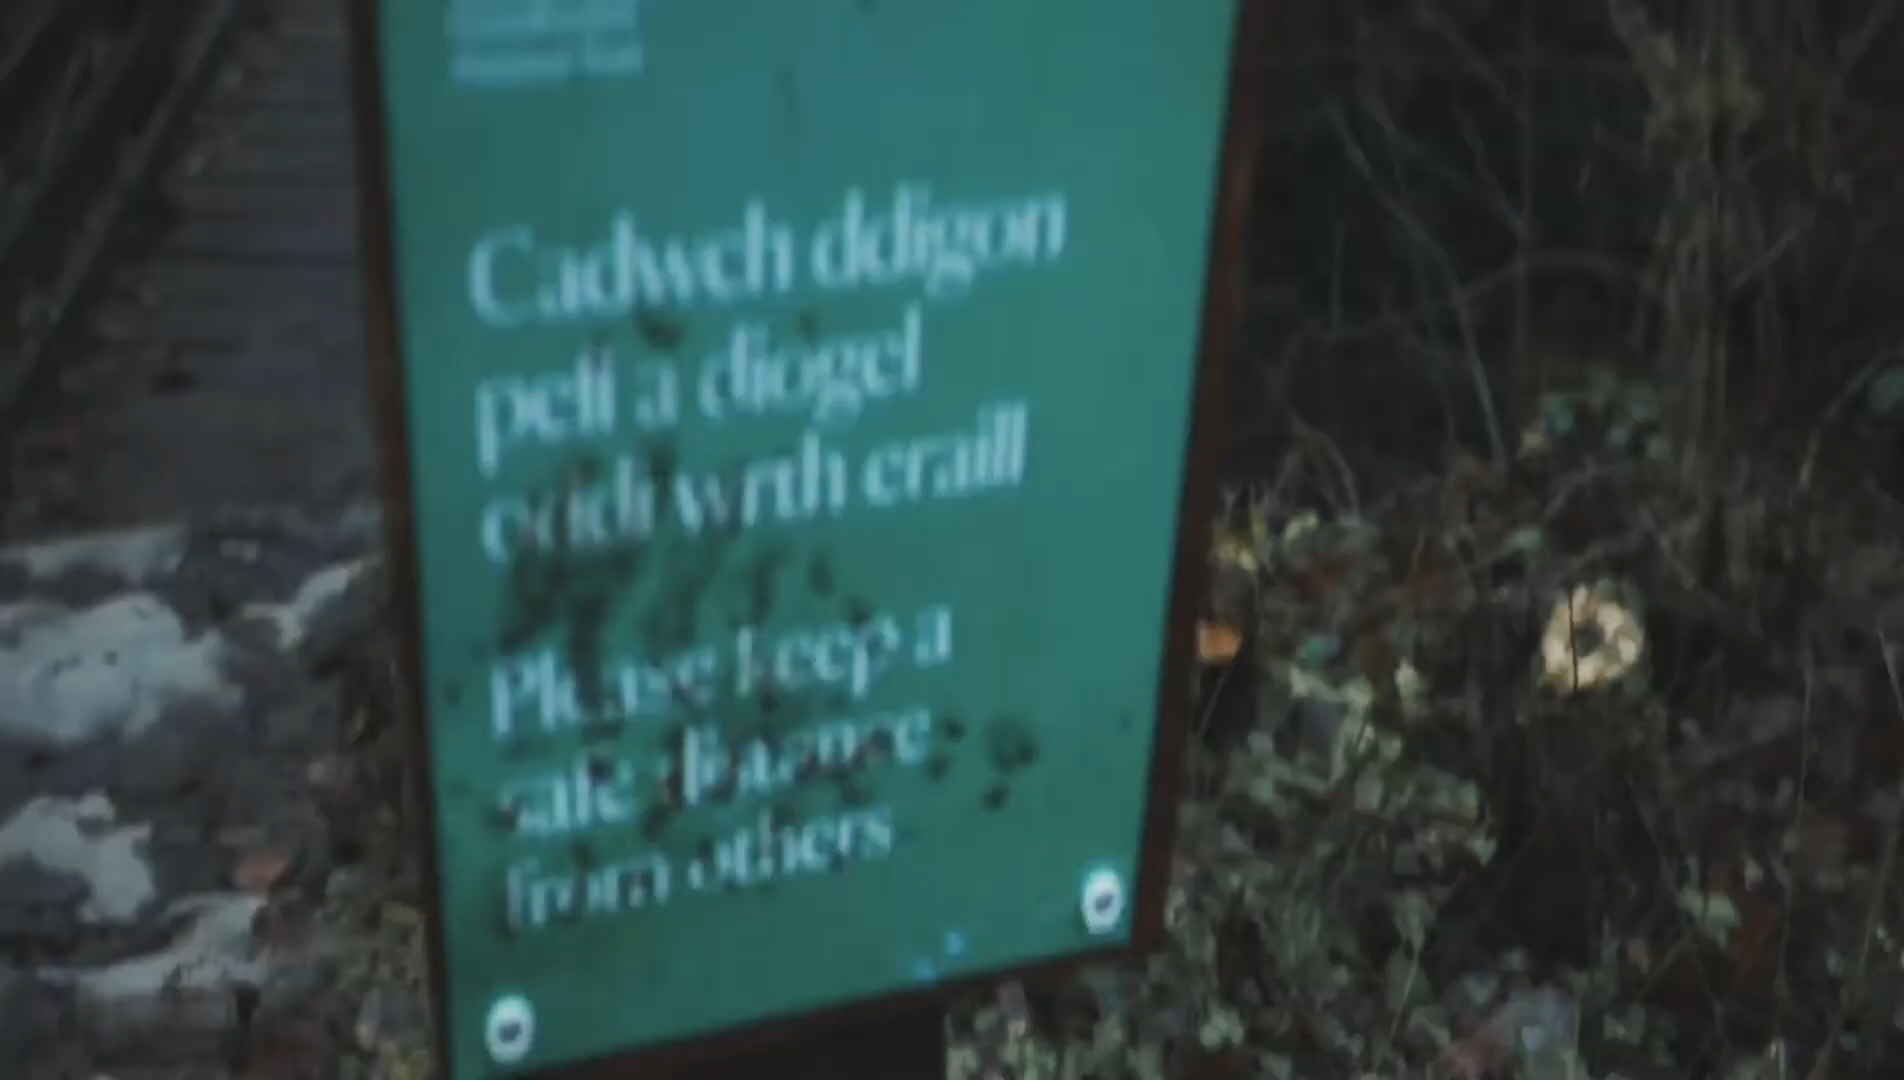 Cadwch ddigon
pell a diogel
oddi wrth eraill
Please keep a
safe distance
from others